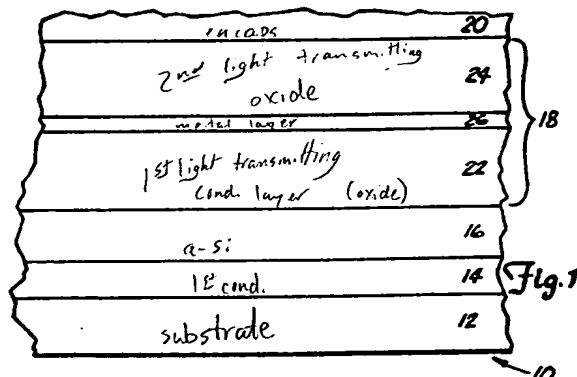 encaps 20
2nd light transmitting
oxide 24
metal layer 26
18
1st light transmitting
cond. layer (oxide) 22
a-si 16
1st cond. 14
Fig. 1
substrate 12
10